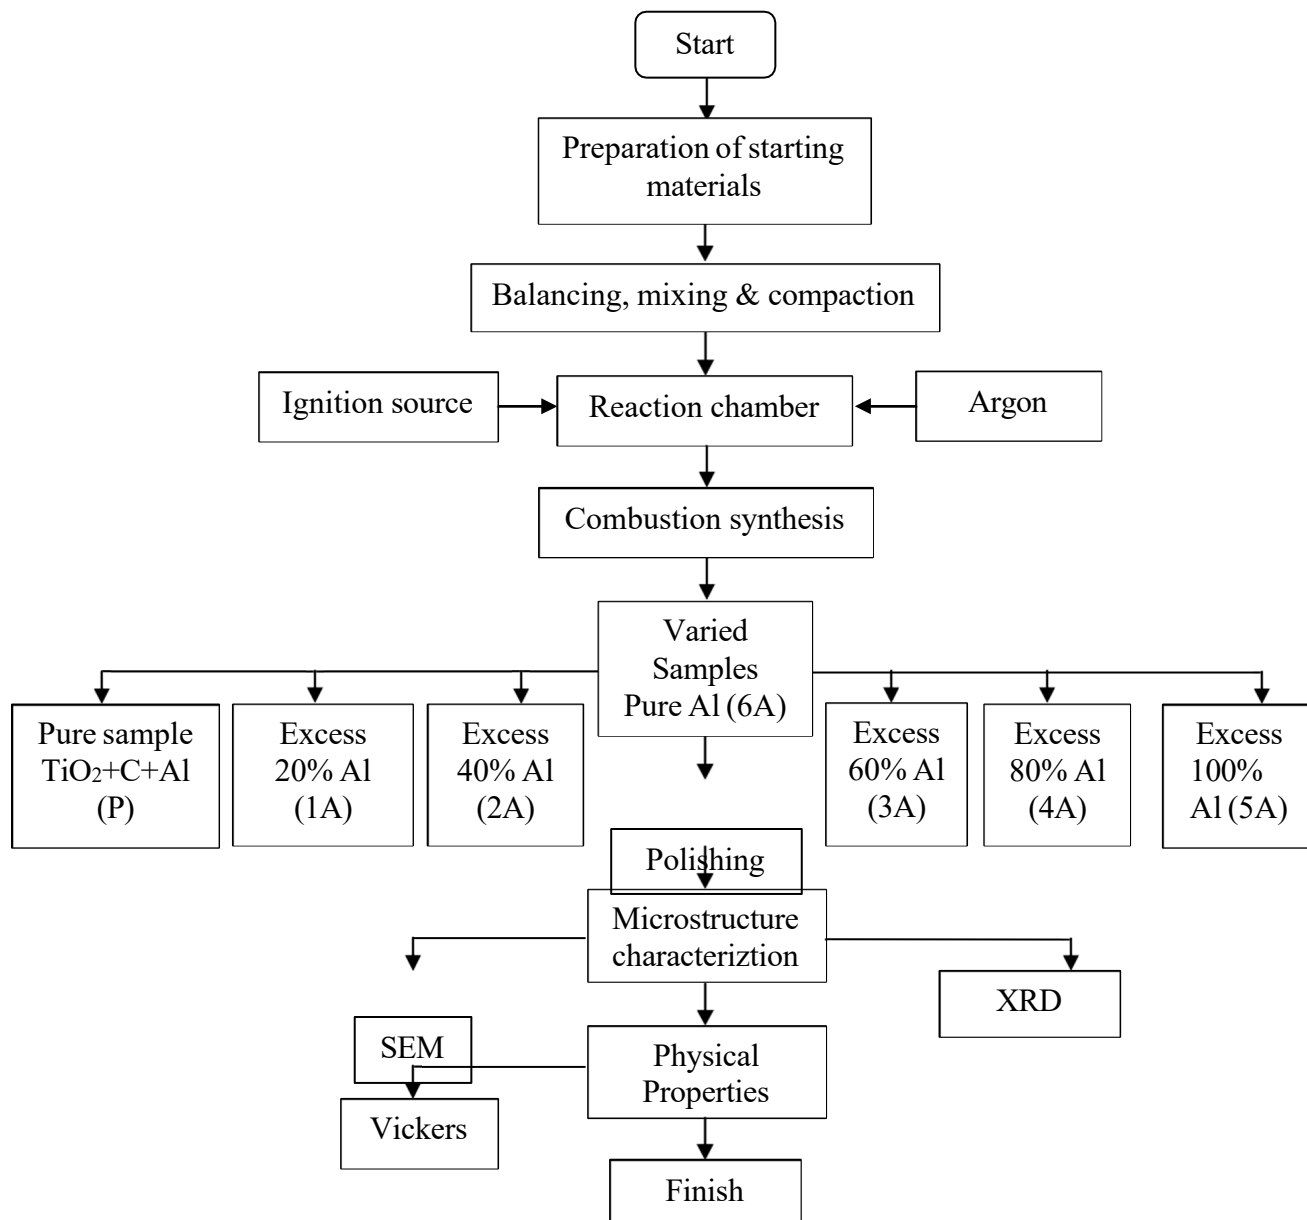 Start
Preparation of starting
materials
Balancing, mixing & compaction
Ignition source
Reaction chamber
Argon
Combustion synthesis
Varied
Samples
Pure Al (6A)
Pure sample
TiO₂+C+Al
(P)
Excess
20% Al
(1A)
Excess
40% Al
(2A)
Excess
60% Al
(3A)
Excess
80% Al
(4A)
Excess
100%
Al (5A)
Polishing
Microstructure
characteriztion
XRD
SEM
Physical
Properties
Vickers
Finish